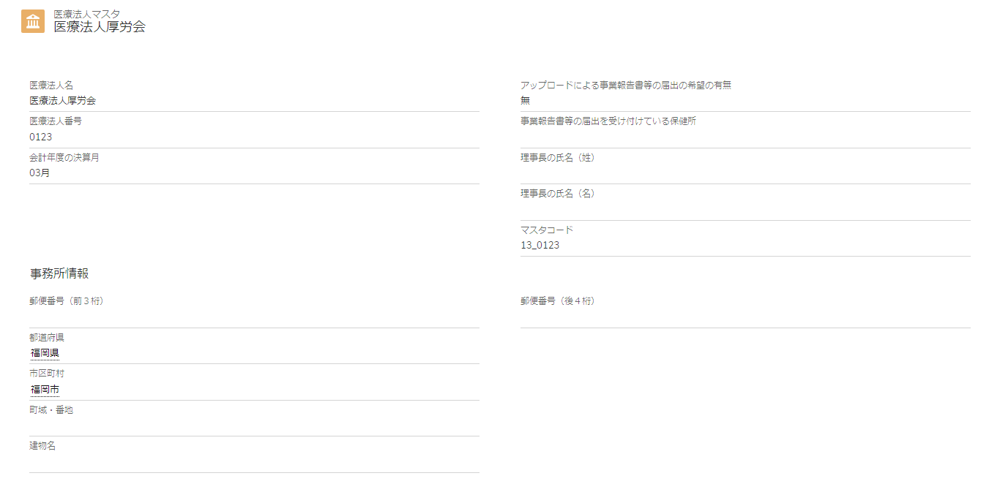 医療法人マスタ
医療法人厚労会
医療法人名
医療法人厚労会
医療法人番号
0123
会計年度の決算月
03月
アップロードによる事業報告書等の届出の希望の有無
無
事業報告書等の届出を受け付けている保健所
理事長の氏名（姓）
理事長の氏名（名）
マスタコード
13_0123
事務所情報
郵便番号（前３桁）
郵便番号（後４桁）
都道府県
福岡県
市区町村
福岡市
町域・番地
建物名